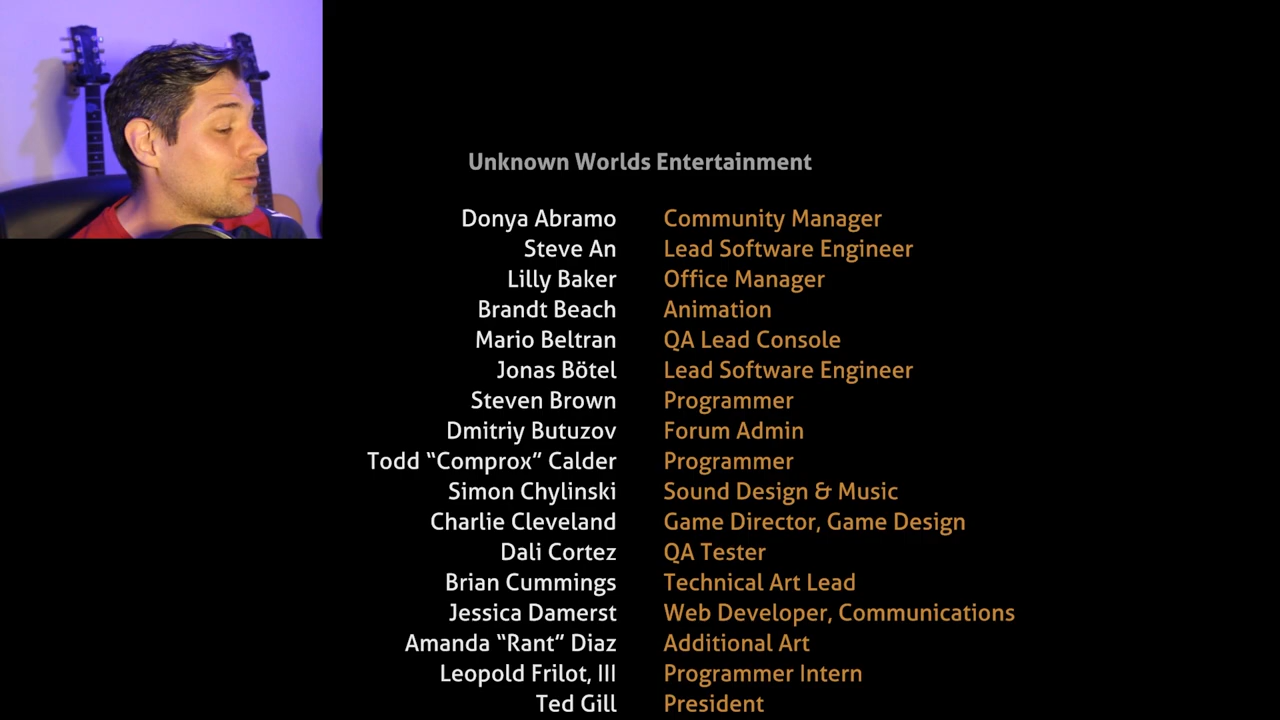 Unknown Worlds Entertainment
Donya Abramo Community Manager
Steve An Lead Software Engineer
Lilly Baker Office Manager
Brandt Beach Animation
Mario Beltran QA Lead Console
Jonas Bötel Lead Software Engineer
Steven Brown Programmer
Dmitriy Butuzov Forum Admin
Todd “Comprox” Calder Programmer
Simon Chylinski Sound Design & Music
Charlie Cleveland Game Director, Game Design
Dali Cortez QA Tester
Brian Cummings Technical Art Lead
Jessica Damerst Web Developer, Communications
Amanda “Rant” Diaz Additional Art
Leopold Frilot, III Programmer Intern
Ted Gill President